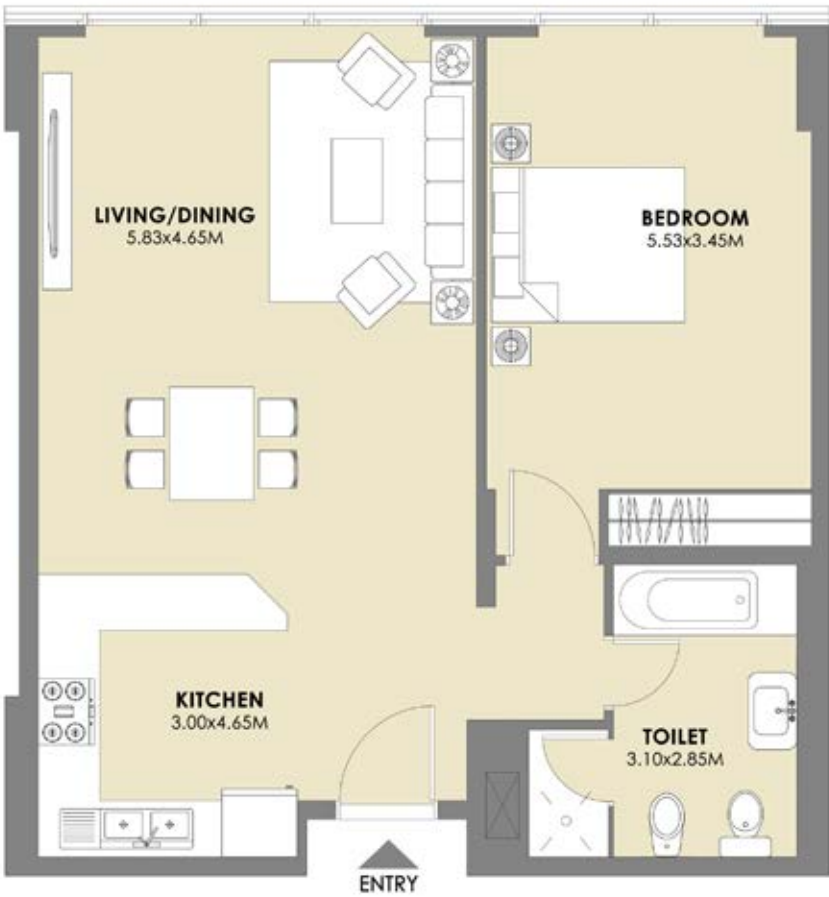 LIVING/DINING
5.83x4.65M
BEDROOM
5.53x3.45M
KITCHEN
3.00x4.65M
TOILET
3.10x2.85M
ENTRY